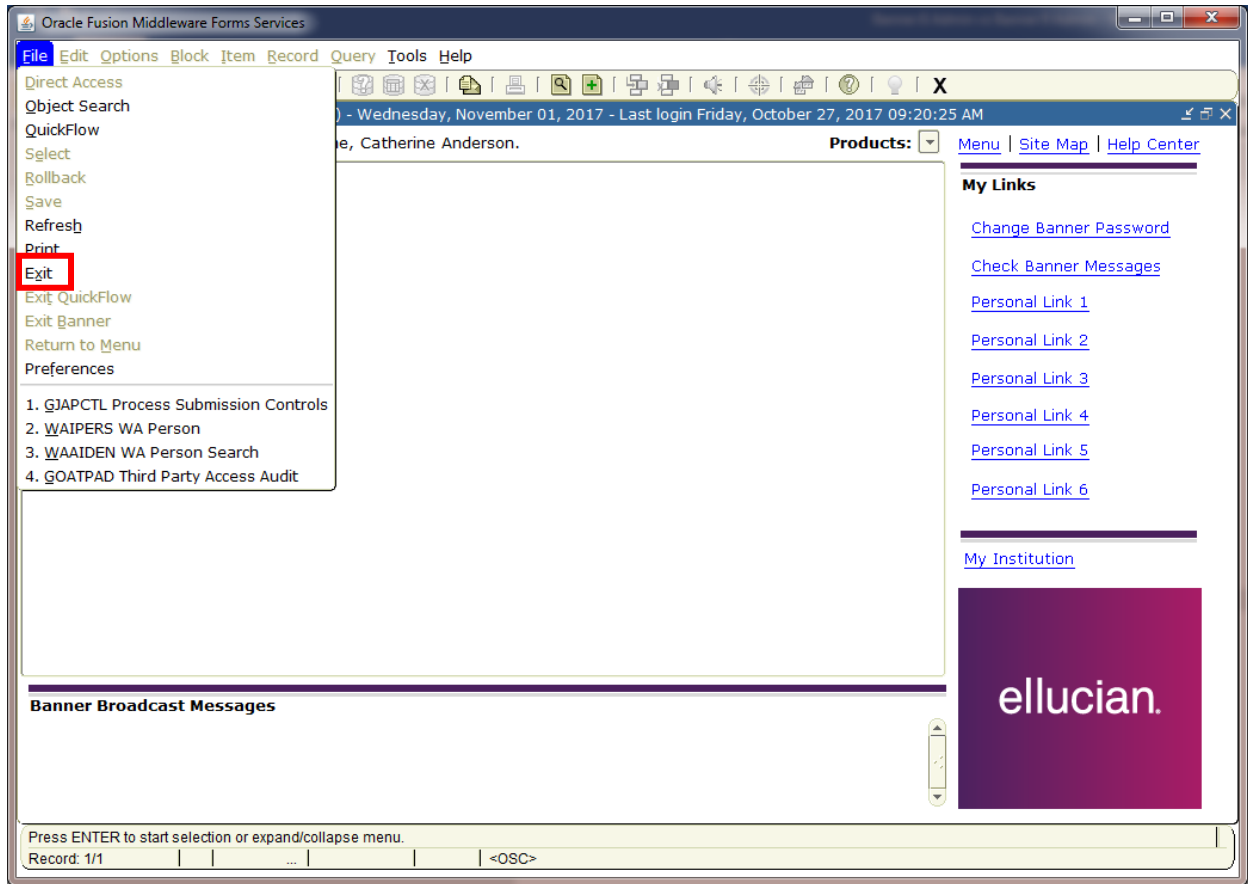 Oracle Fusion Middleware Forms Services
File Edit Options Block Item Record Query Tools Help
X
) - Wednesday, November 01, 2017 - Last login Friday, October 27, 2017 09:20:25 AM
e, Catherine Anderson. Products: Menu | Site Map | Help Center
Direct Access
Object Search
QuickFlow
Select
Rollback
Save
Refresh
Print
Exit
Exit QuickFlow
Exit Banner
Return to Menu
Preferences
1. GJAPCTL Process Submission Controls
2. WAIPERS WA Person
3. WAAIDEN WA Person Search
4. GOATPAD Third Party Access Audit
My Links
Change Banner Password
Check Banner Messages
Personal Link 1
Personal Link 2
Personal Link 3
Personal Link 4
Personal Link 5
Personal Link 6
My Institution
ellucian.
Banner Broadcast Messages
Press ENTER to start selection or expand/collapse menu.
Record: 1/1 ... <OSC>